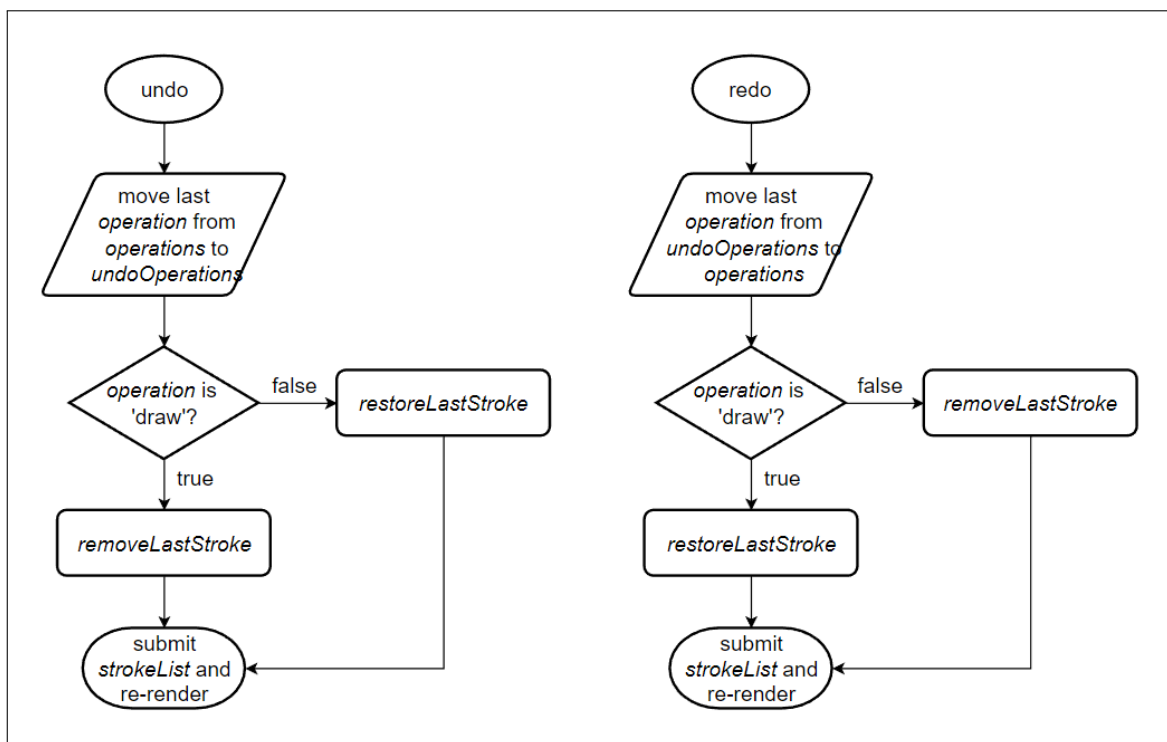 undo
move last
operation from
operations to
undoOperations
operation is
'draw'?
false
restoreLastStroke
true
removeLastStroke
submit
strokeList and
re-render
redo
move last
operation from
undoOperations to
operations
operation is
'draw'?
false
removeLastStroke
true
restoreLastStroke
submit
strokeList and
re-render